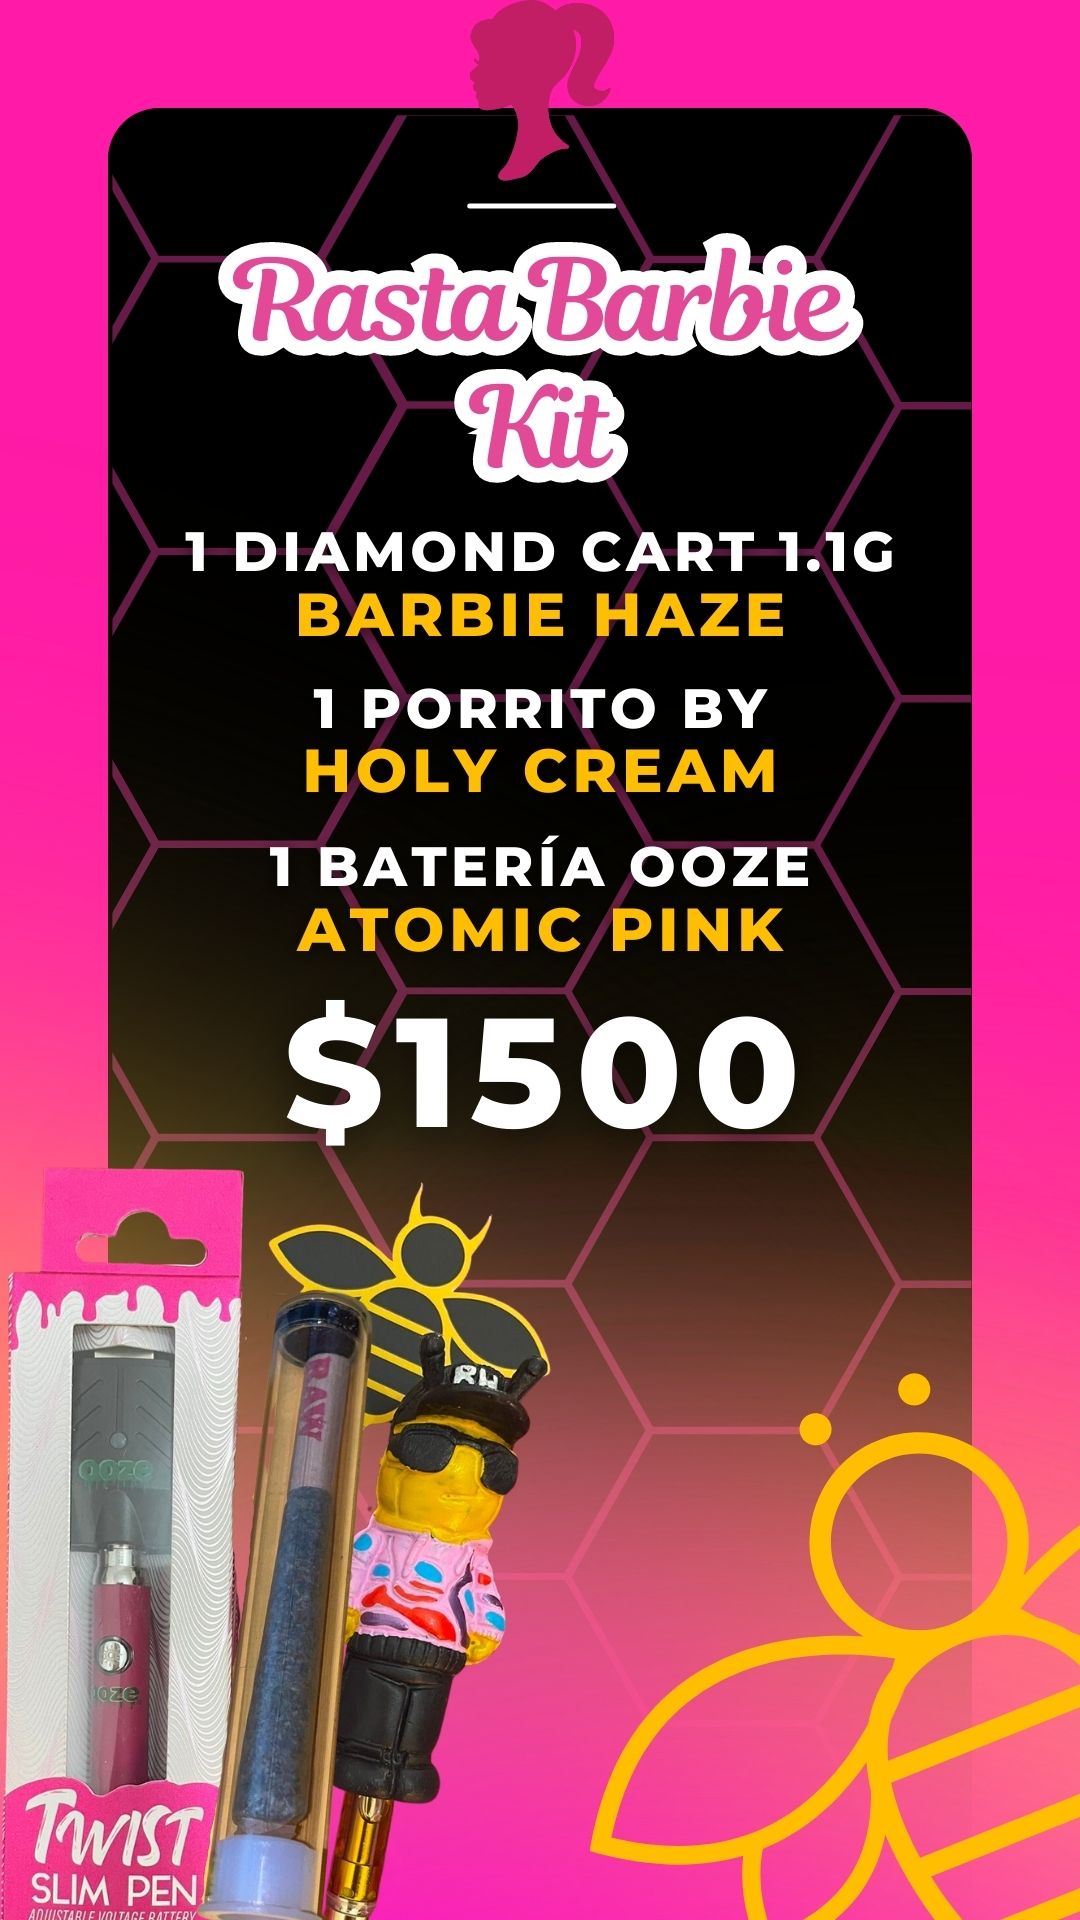 Rasta Barbie
Kit
1 DIAMOND CART 1.1G
BARBIE HAZE
1 PORRITO BY
HOLY CREAM
1 BATERÍA OOZE
ATOMIC PINK
$1500
RAW
RH
ooze
ooze
TWIST
SLIM PEN
ADJUSTABLE VOLTAGE BATTERY